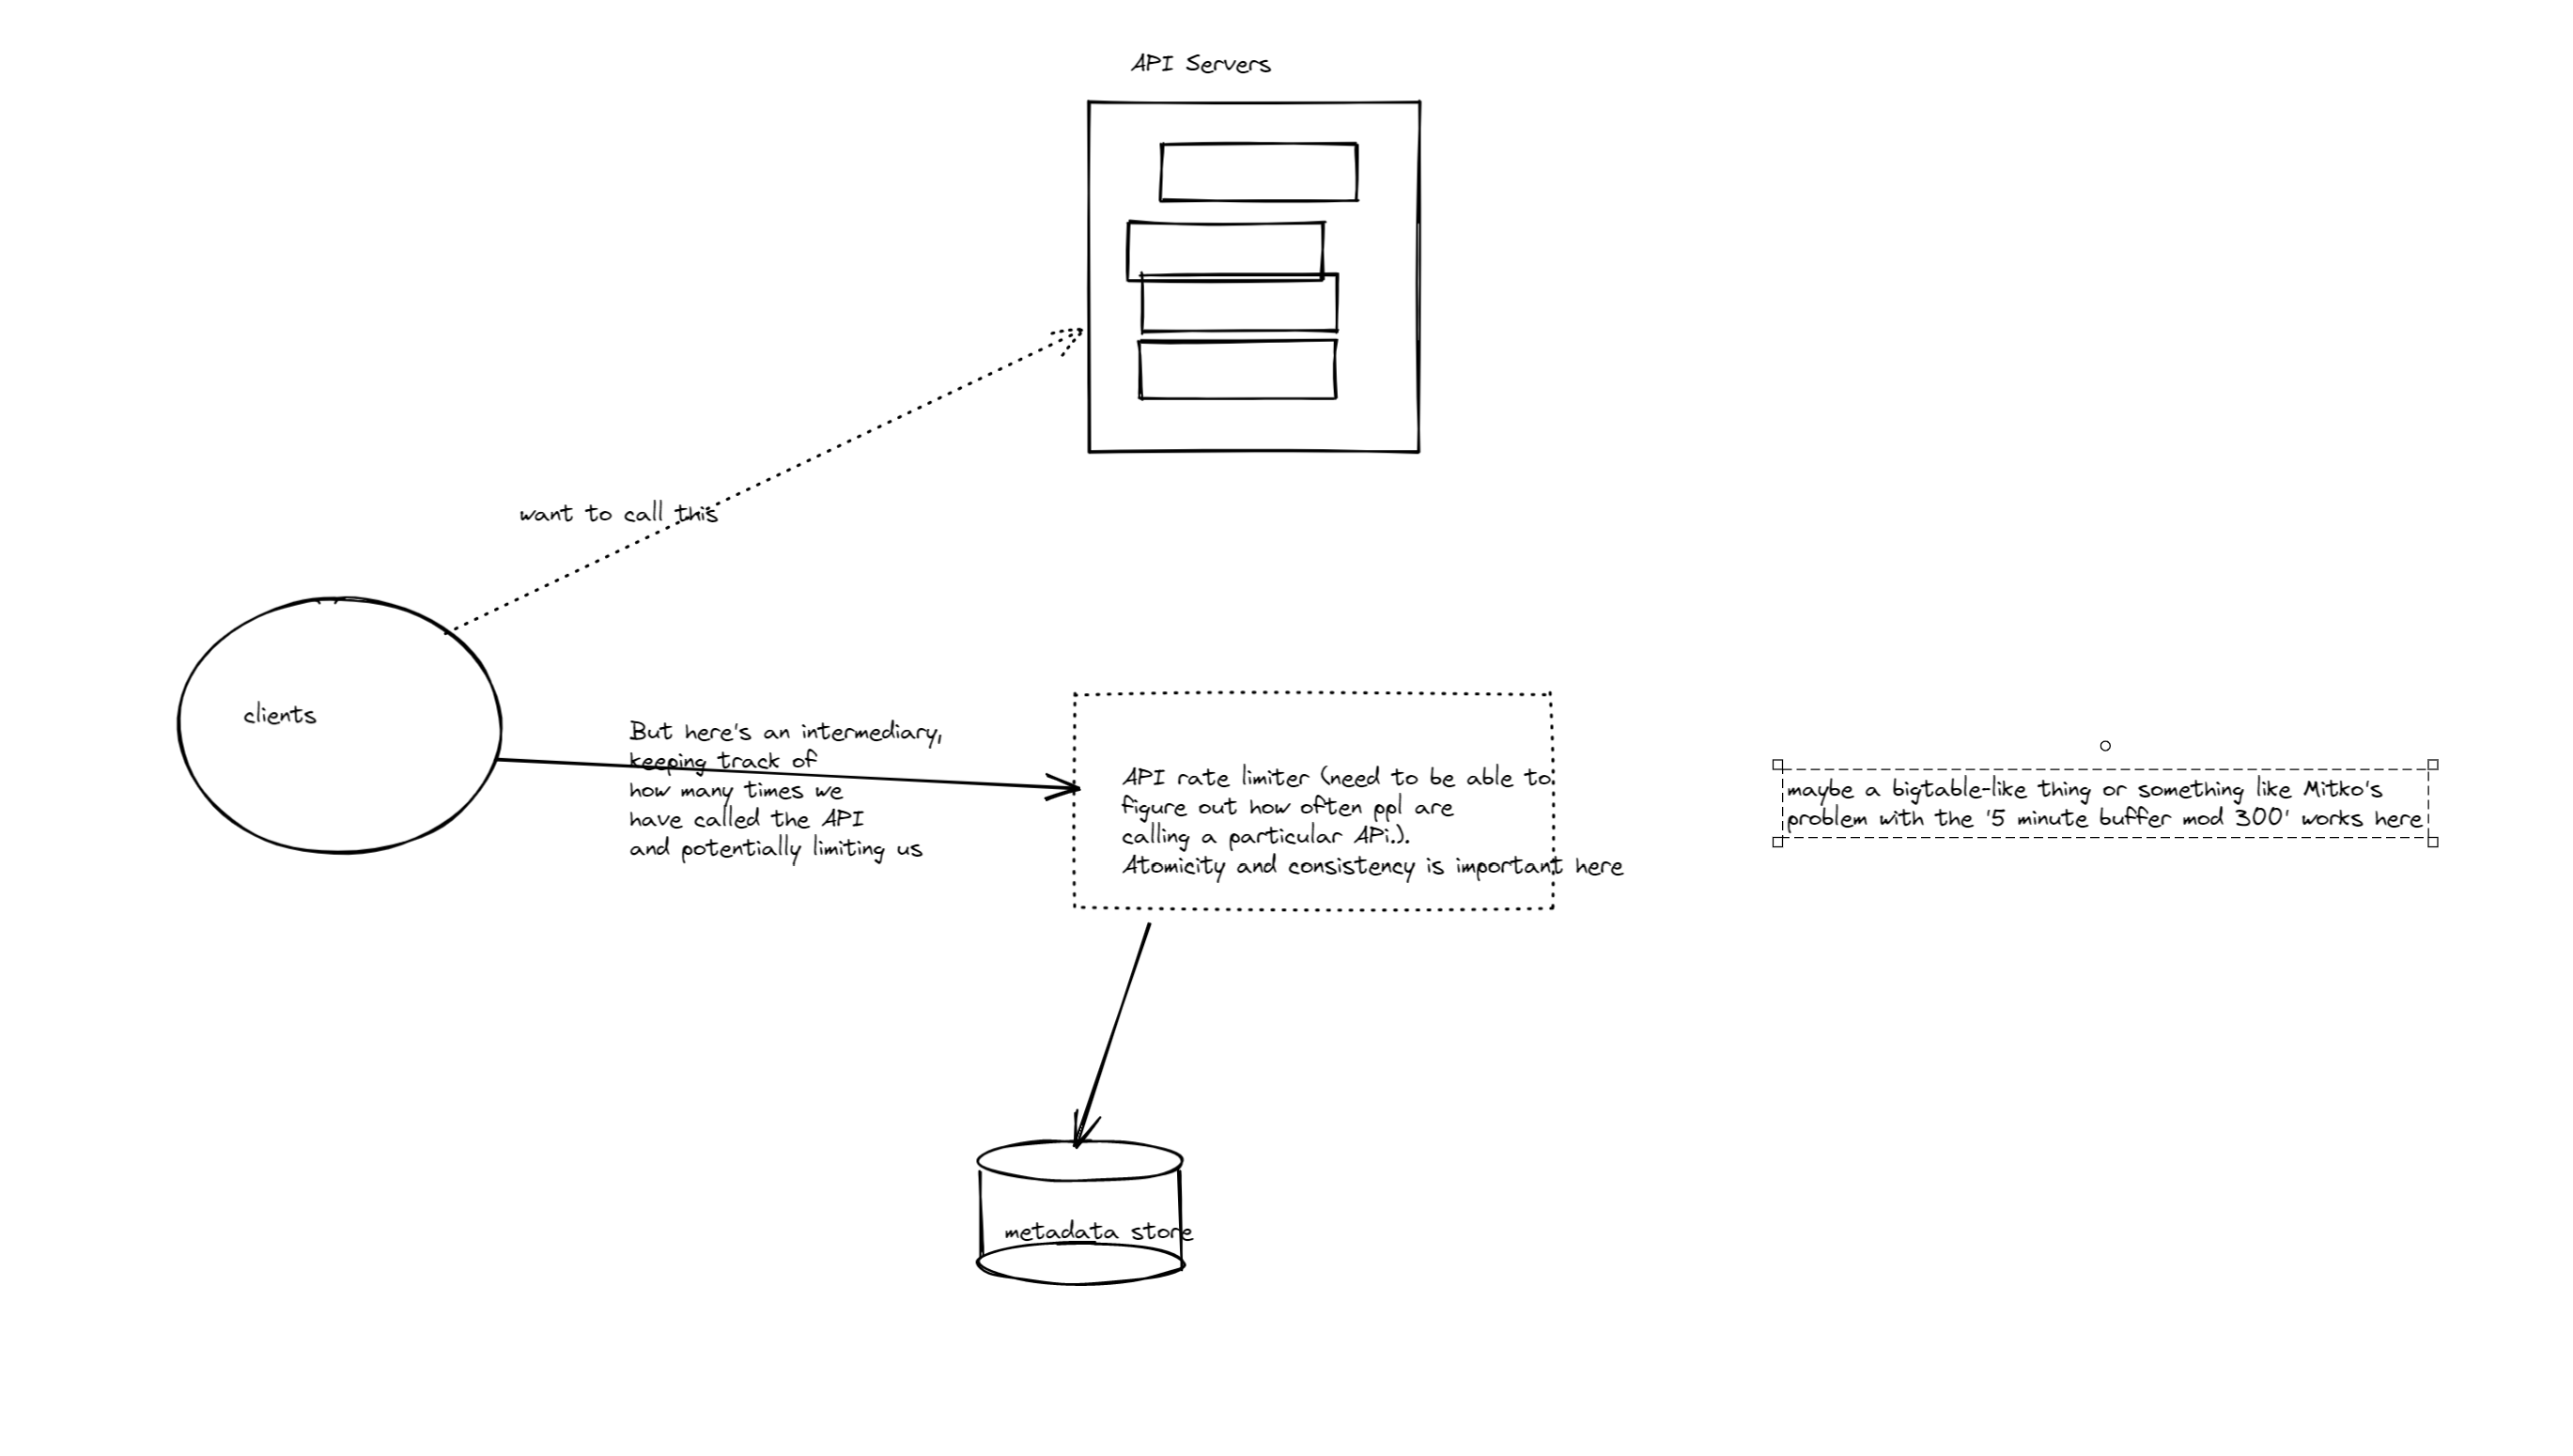 API Servers
want to call this
clients
But here's an intermediary,
keeping track of
how many times we
have called the API
and potentially limiting us
API rate limiter (need to be able to
figure out how often ppl are
calling a particular APi.).
Atomicity and consistency is important here
maybe a bigtable-like thing or something like Mitko's
problem with the '5 minute buffer mod 300' works here
metadata store